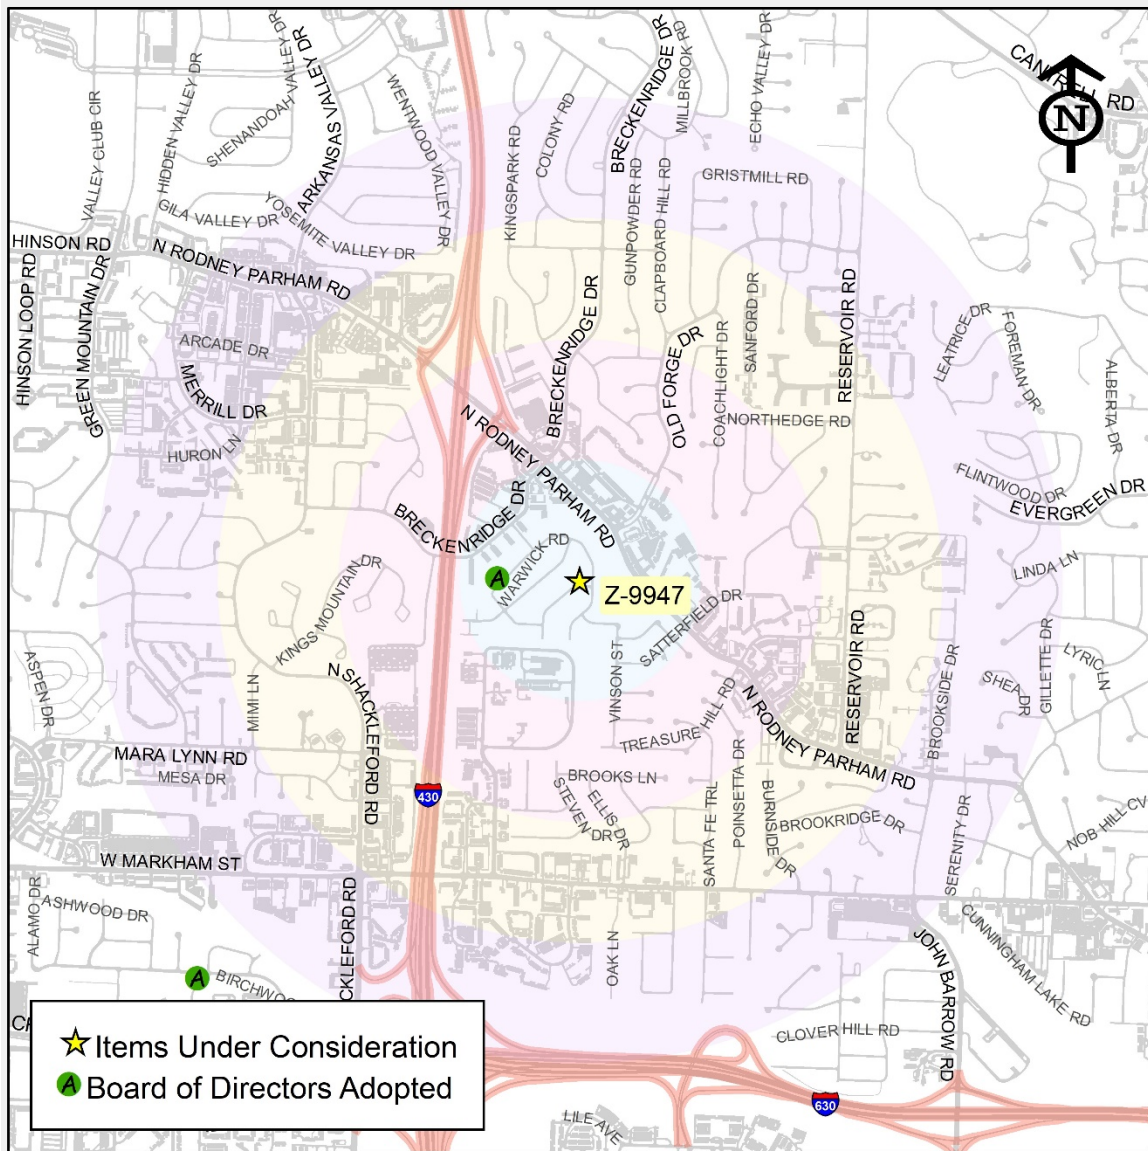 CANTRELL RD
N
VALLEY CLUB CIR
HIDDEN VALLEY DR
SHENANDOAH VALLEY DR
ARKANSAS VALLEY DR
WENTWOOD VALLEY DR
BRECKENRIDGE DR
MILLBROOK RD
ECHO VALLEY DR
KINGSPARK RD
COLONY RD
GUNPOWDER RD
CLAPBOARD HILL RD
GRISTMILL RD
GILA VALLEY DR
YOSEMITE VALLEY DR
HINSON RD
N RODNEY PARHAM RD
HINSON LOOP RD
GREEN MOUNTAIN DR
ARCADE DR
MERRILL DR
HURON LN
BRECKENRIDGE DR
OLD FORGE DR
COACHLIGHT DR
SANFORD DR
RESERVOIR RD
NORTHEDGE RD
LEATRICE DR
FOREMAN DR
ALBERTA DR
FLINTWOOD DR
EVERGREEN DR
N RODNEY PARHAM RD
BRECKENRIDGE DR
WARWICK RD
A
Z-9947
LINDA LN
KINGS MOUNTAIN DR
SATTERFIELD DR
VINSON ST
RESERVOIR RD
BROOKSIDE DR
SHEA DR
GILLETTE DR
LYRIC LN
ASPEN DR
MIMI LN
N SHACKLEFORD RD
TREASURE HILL RD
N RODNEY PARHAM RD
MARA LYNN RD
MESA DR
430
BROOKS LN
STEVEN DR
ELLIS DR
SANTA FE TRL
POINSETTA DR
BURNSIDE DR
BROOKRIDGE DR
SERENITY DR
NOB HILL CV
W MARKHAM ST
ALAMO DR
ASHWOOD DR
CKLEFORD RD
OAK LN
JOHN BARROW RD
CUNNINGHAM LAKE RD
A
BIRCHWO
CLOVER HILL RD
630
LILE AVE
Items Under Consideration
A Board of Directors Adopted